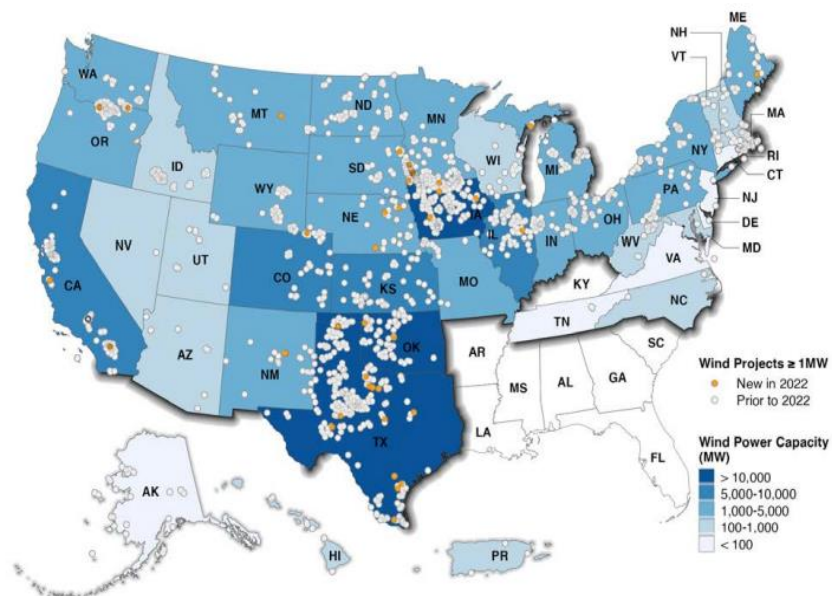 ME
NH
VT
WA
MT
ND
MN
OR
ID
SD
WI
MI
NY
MA
RI
CT
WY
NE
IA
IL
IN
OH
PA
NJ
DE
MD
NV
UT
CO
KS
MO
WV
VA
KY
CA
AZ
NM
OK
TN
NC
AR
SC
MS
AL
GA
TX
LA
FL
AK
HI
PR
Wind Projects ≥ 1MW
New in 2022
Prior to 2022
Wind Power Capacity
(MW)
> 10,000
5,000-10,000
1,000-5,000
100-1,000
< 100